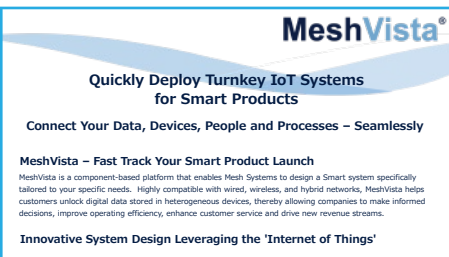 MeshVista®
Quickly Deploy Turnkey IoT Systems
for Smart Products
Connect Your Data, Devices, People and Processes – Seamlessly
MeshVista – Fast Track Your Smart Product Launch
MeshVista is a component-based platform that enables Mesh Systems to design a Smart system specifically
tailored to your specific needs.  Highly compatible with wired, wireless, and hybrid networks, MeshVista helps
customers unlock digital data stored in heterogeneous devices, thereby allowing companies to make informed
decisions, improve operating efficiency, enhance customer service and drive new revenue streams.
Innovative System Design Leveraging the 'Internet of Things'